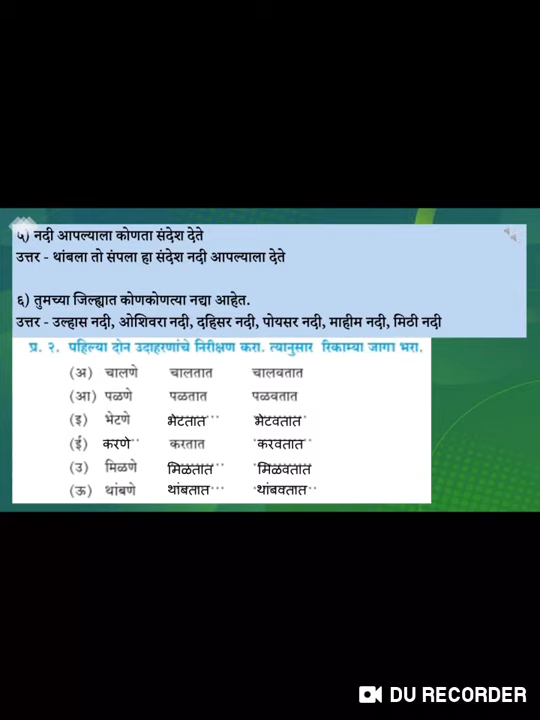 ५) नदी आपल्याला कोणता संदेश देते
उत्तर - थांबला तो संपला हा संदेश नदी आपल्याला देते
६) तुमच्या जिल्ह्यात कोणकोणत्या नद्या आहेत.
उत्तर - उल्हास नदी, ओशिवरा नदी, दहिसर नदी, पोयसर नदी, माहीम नदी, मिठी नदी
प्र. २. पहिल्या दोन उदाहरणांचे निरीक्षण करा. त्यानुसार रिकाम्या जागा भरा.
(अ) चालणे चालतात चालवतात
(आ) पळणे पळतात पळवतात
(इ) भेटणे भेटतात भेटवतात
(ई) करणे करतात करवतात
(उ) मिळणे मिळतात मिळवतात
(ऊ) थांबणे थांबतात थांबवतात
DU RECORDER